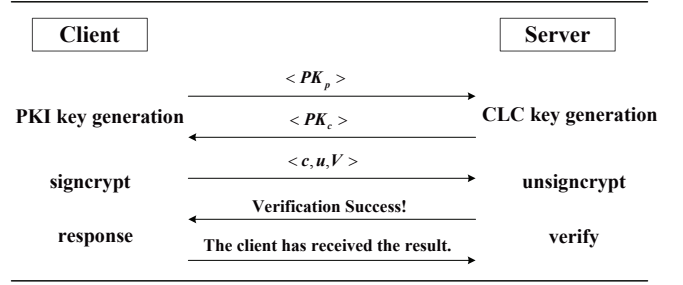 Client Server
< PK_p >
PKI key generation CLC key generation
< PK_c >
< c, u, V >
signcrypt unsigncrypt
Verification Success!
response verify
The client has received the result.